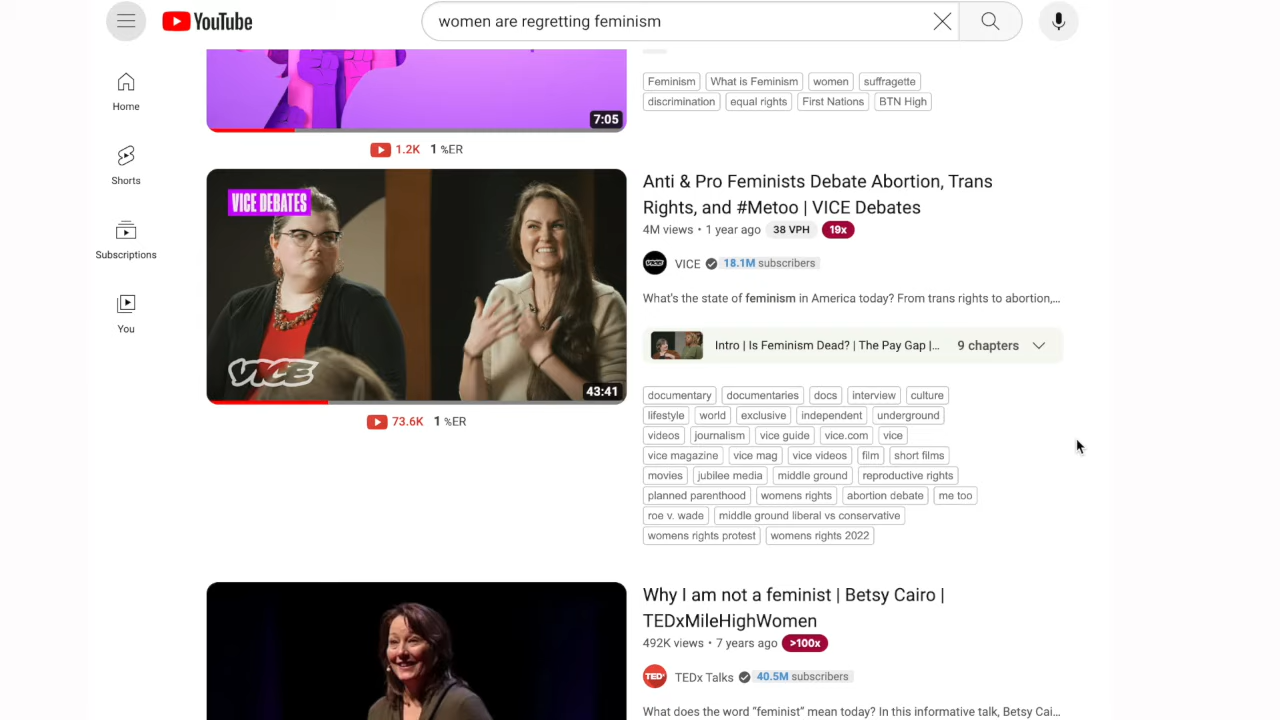 YouTube
women are regretting feminism
Home
Shorts
Subscriptions
You
7:05
1.2K 1 %ER
Feminism What is Feminism women suffragette
discrimination equal rights First Nations BTN High
VICE DEBATES
VICE
43:41
73.6K 1 %ER
Anti & Pro Feminists Debate Abortion, Trans
Rights, and #Metoo | VICE Debates
4M views • 1 year ago 38 VPH 19x
VICE 18.1M subscribers
What's the state of feminism in America today? From trans rights to abortion,...
Intro | Is Feminism Dead? | The Pay Gap |... 9 chapters
documentary documentaries docs interview culture
lifestyle world exclusive independent underground
videos journalism vice guide vice.com vice
vice magazine vice mag vice videos film short films
movies jubilee media middle ground reproductive rights
planned parenthood womens rights abortion debate me too
roe v. wade middle ground liberal vs conservative
womens rights protest womens rights 2022
Why I am not a feminist | Betsy Cairo |
TEDxMileHighWomen
492K views • 7 years ago >100x
TEDx Talks 40.5M subscribers
What does the word “feminist” mean today? In this informative talk, Betsy Cai...